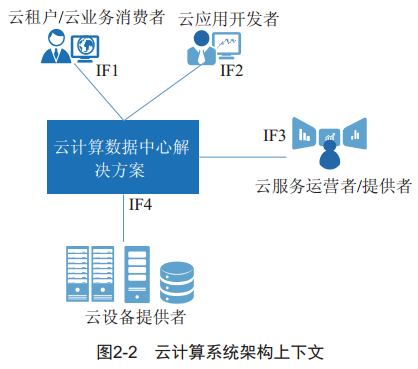 云租户/云业务消费者
云应用开发者
IF1
IF2
云计算数据中心解
决方案
IF3
云服务运营者/提供者
IF4
云设备提供者
图2-2 云计算系统架构上下文